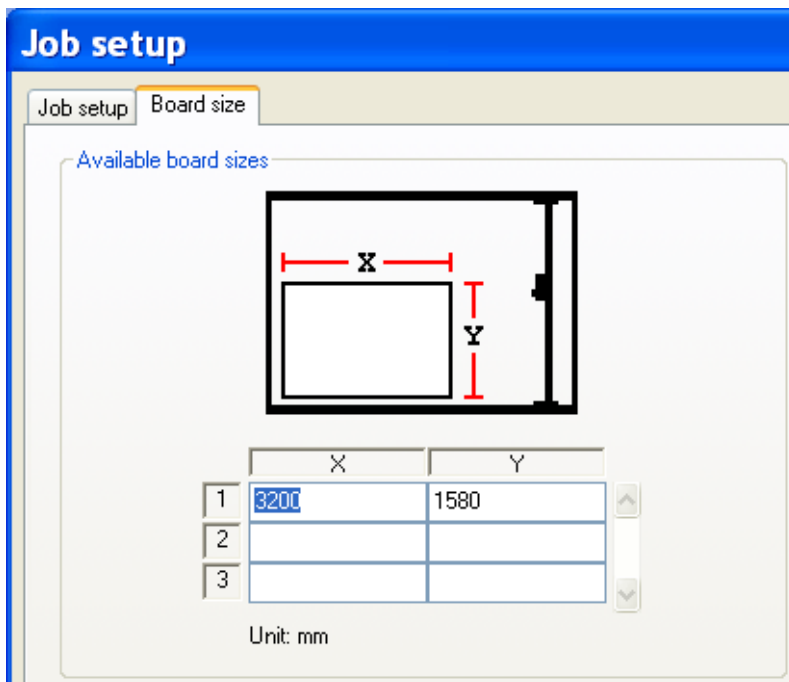 Job setup
Job setup Board size
Available board sizes
X
Y
X Y
1 3200 1580
2
3
Unit: mm